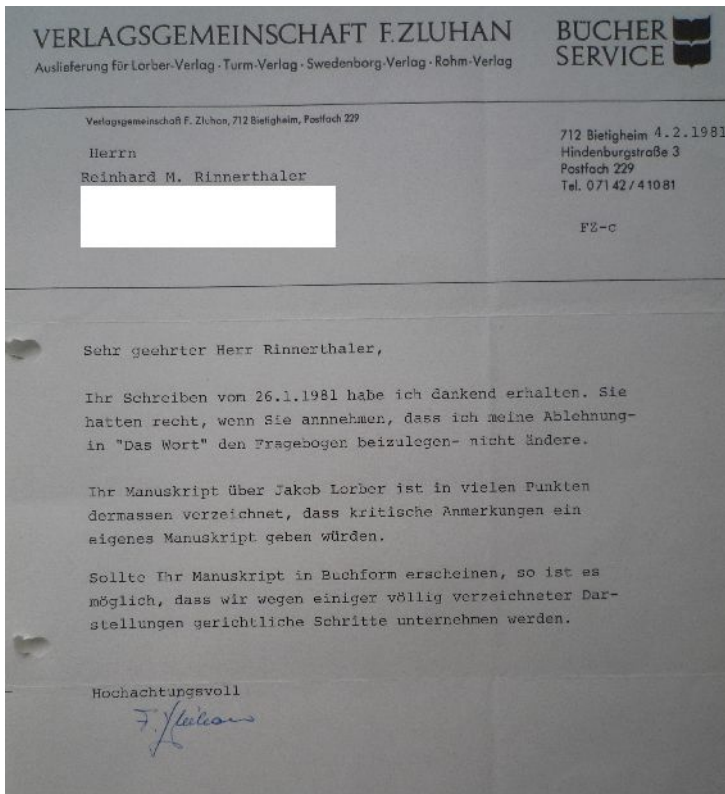 VERLAGSGEMEINSCHAFT F. ZLUHAN
Auslieferung für Lorber-Verlag · Turm-Verlag · Swedenborg-Verlag · Rohm-Verlag
BÜCHER
SERVICE
Verlagsgemeinschaft F. Zluhan, 712 Bietigheim, Postfach 229
Herrn
Reinhard M. Rinnerthaler
712 Bietigheim 4.2.1981
Hindenburgstraße 3
Postfach 229
Tel. 07142/41081
FZ-c
Sehr geehrter Herr Rinnerthaler,
Ihr Schreiben vom 26.1.1981 habe ich dankend erhalten. Sie
hatten recht, wenn Sie annnehmen, dass ich meine Ablehnung-
in "Das Wort" den Fragebogen beizulegen- nicht ändere.
Ihr Manuskript über Jakob Lorber ist in vielen Punkten
dermassen verzeichnet, dass kritische Anmerkungen ein
eigenes Manuskript geben würden.
Sollte Ihr Manuskript in Buchform erscheinen, so ist es
möglich, dass wir wegen einiger völlig verzeichneter Dar-
stellungen gerichtliche Schritte unternehmen werden.
Hochachtungsvoll
F. Zluhan